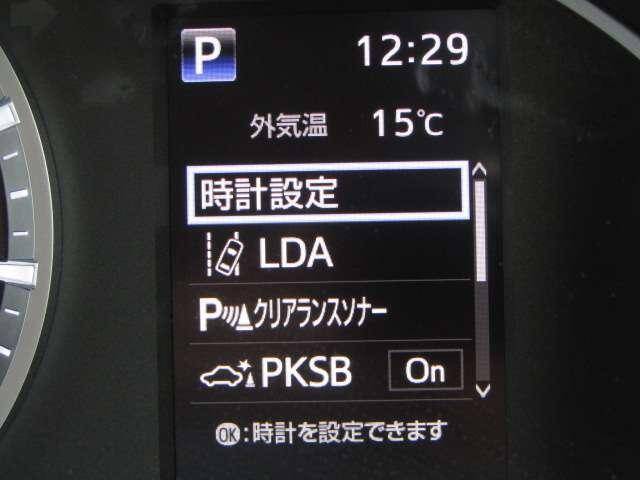 P 12:29
外気温 15℃
時計設定
LDA
Pクリアランスソナー
PKSB On
OK:時計を設定できます